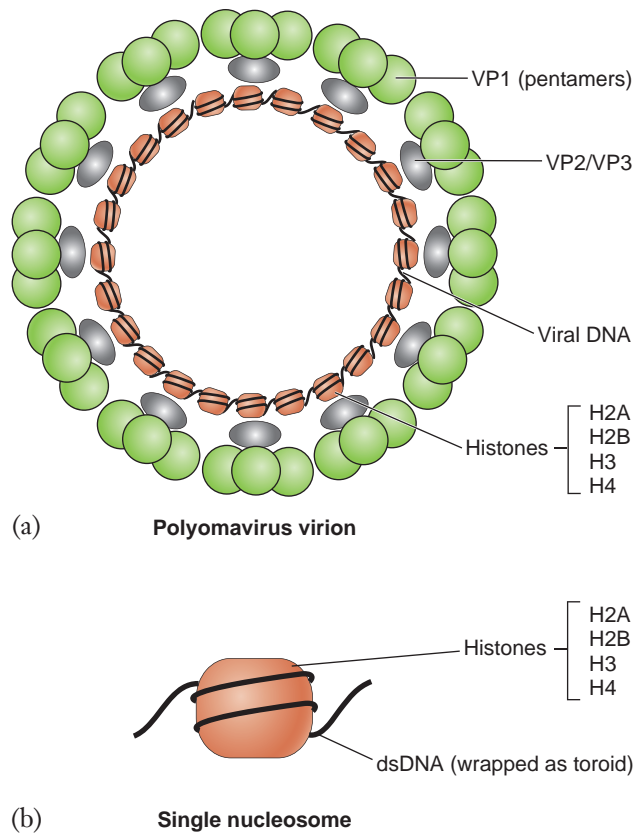 VP1 (pentamers)
VP2/VP3
Viral DNA
Histones
H2A
H2B
H3
H4
(a)
Polyomavirus virion
Histones
H2A
H2B
H3
H4
dsDNA (wrapped as toroid)
(b)
Single nucleosome